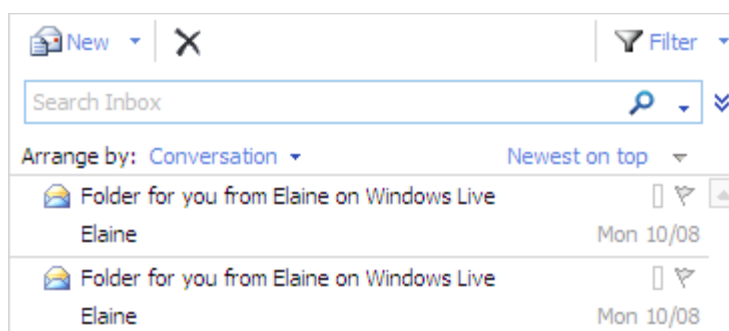 New Filter
Search Inbox
Arrange by: Conversation Newest on top
Folder for you from Elaine on Windows Live
Elaine Mon 10/08
Folder for you from Elaine on Windows Live
Elaine Mon 10/08